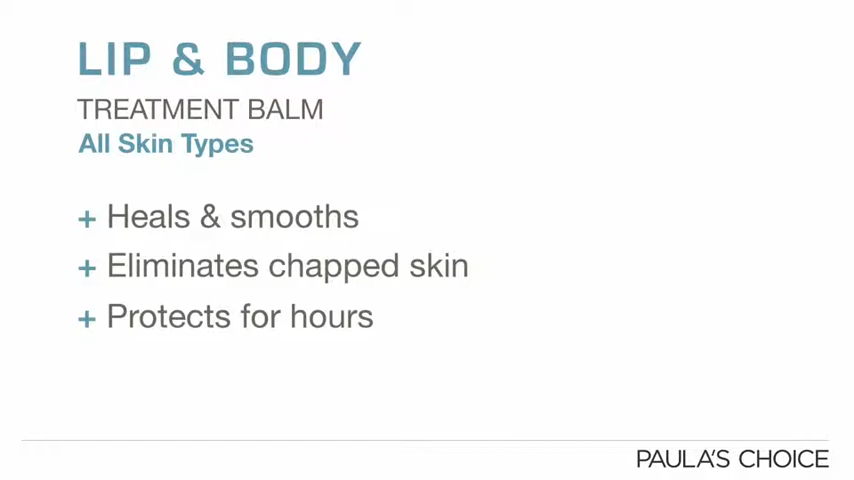 LIP & BODY
TREATMENT BALM
All Skin Types
+ Heals & smooths
+ Eliminates chapped skin
+ Protects for hours
PAULA'S CHOICE